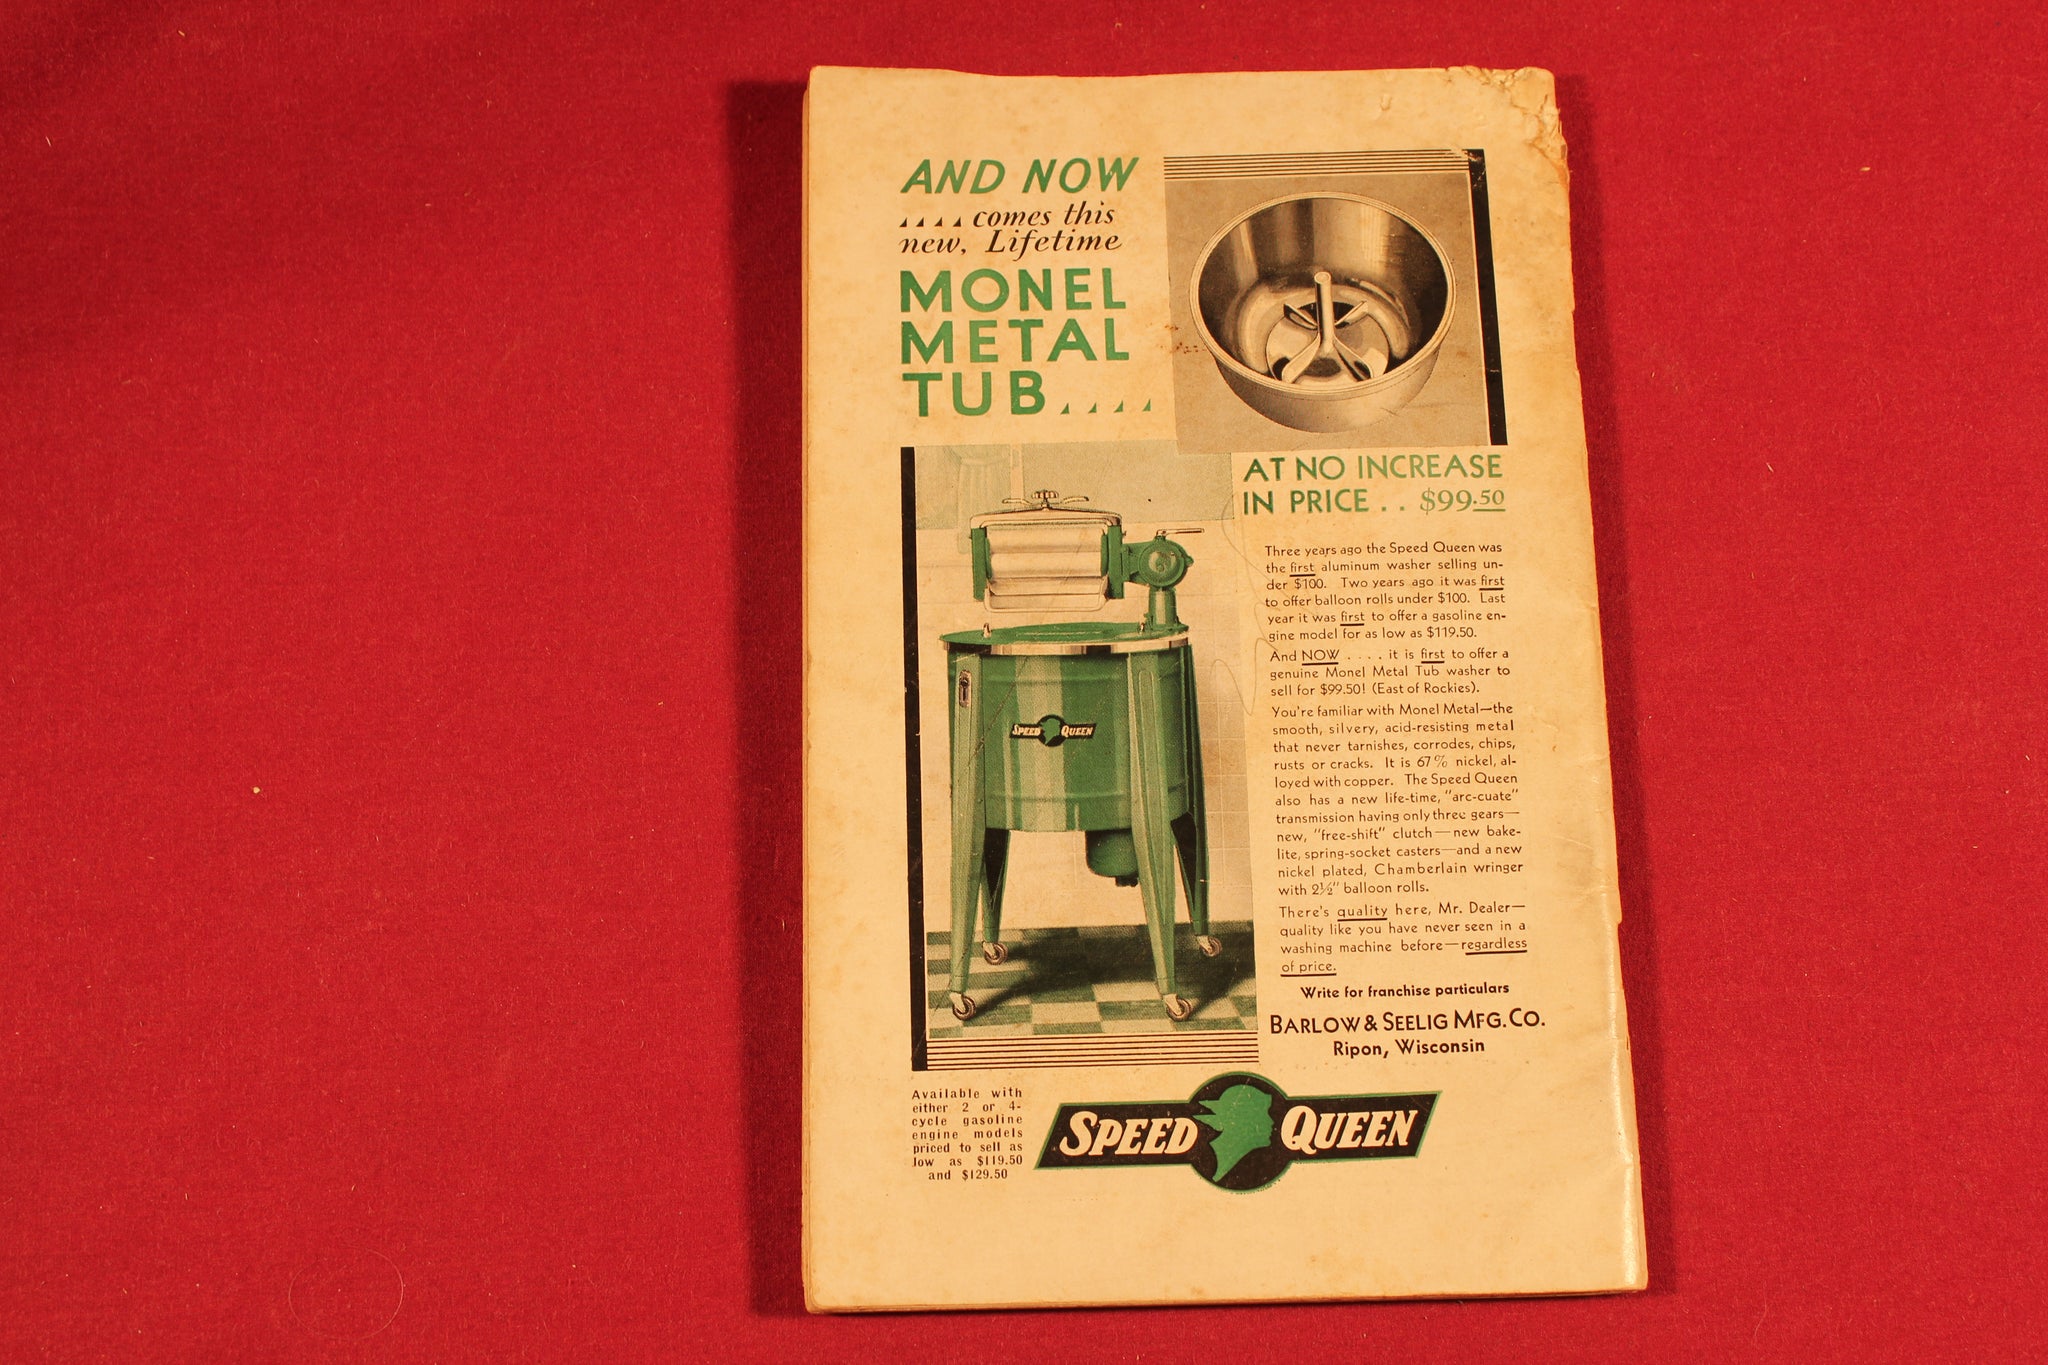 AND NOW
.... comes this
new, Lifetime
MONEL
METAL
TUB....
AT NO INCREASE
IN PRICE . . $99.50
Three years ago the Speed Queen was
the first aluminum washer selling un-
der $100. Two years ago it was first
to offer balloon rolls under $100. Last
year it was first to offer a gasoline en-
gine model for as low as $119.50.
And NOW . . . . it is first to offer a
genuine Monel Metal Tub washer to
sell for $99.50! (East of Rockies).
You're familiar with Monel Metal—the
smooth, silvery, acid-resisting metal
that never tarnishes, corrodes, chips,
rusts or cracks. It is 67% nickel, al-
loyed with copper. The Speed Queen
also has a new life-time, "arc-cuate"
transmission having only three gears—
new, "free-shift" clutch—new bake-
lite, spring-socket casters—and a new
nickel plated, Chamberlain wringer
with 2½" balloon rolls.
There's quality here, Mr. Dealer—
quality like you have never seen in a
washing machine before—regardless
of price.
Write for franchise particulars
BARLOW & SEELIG MFG. CO.
Ripon, Wisconsin
SPEED QUEEN
Available with
either 2 or 4-
cycle gasoline
engine models
priced to sell as
low as $119.50
and $129.50
SPEED QUEEN